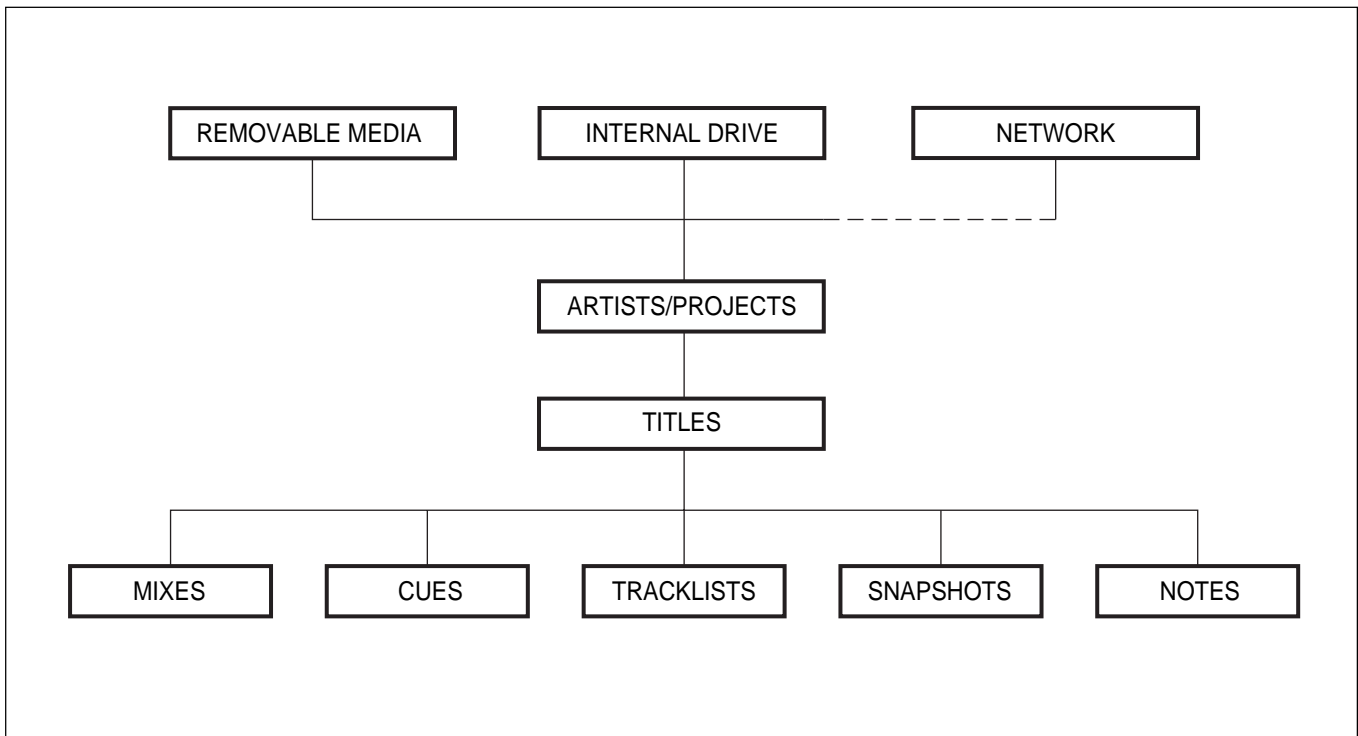 REMOVABLE MEDIA
INTERNAL DRIVE
NETWORK
ARTISTS/PROJECTS
TITLES
MIXES
CUES
TRACKLISTS
SNAPSHOTS
NOTES